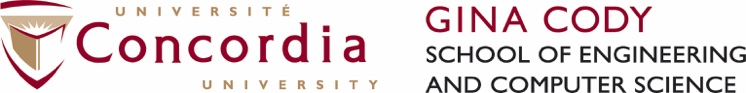 UNIVERSITÉ
Concordia
UNIVERSITY
GINA CODY
SCHOOL OF ENGINEERING
AND COMPUTER SCIENCE